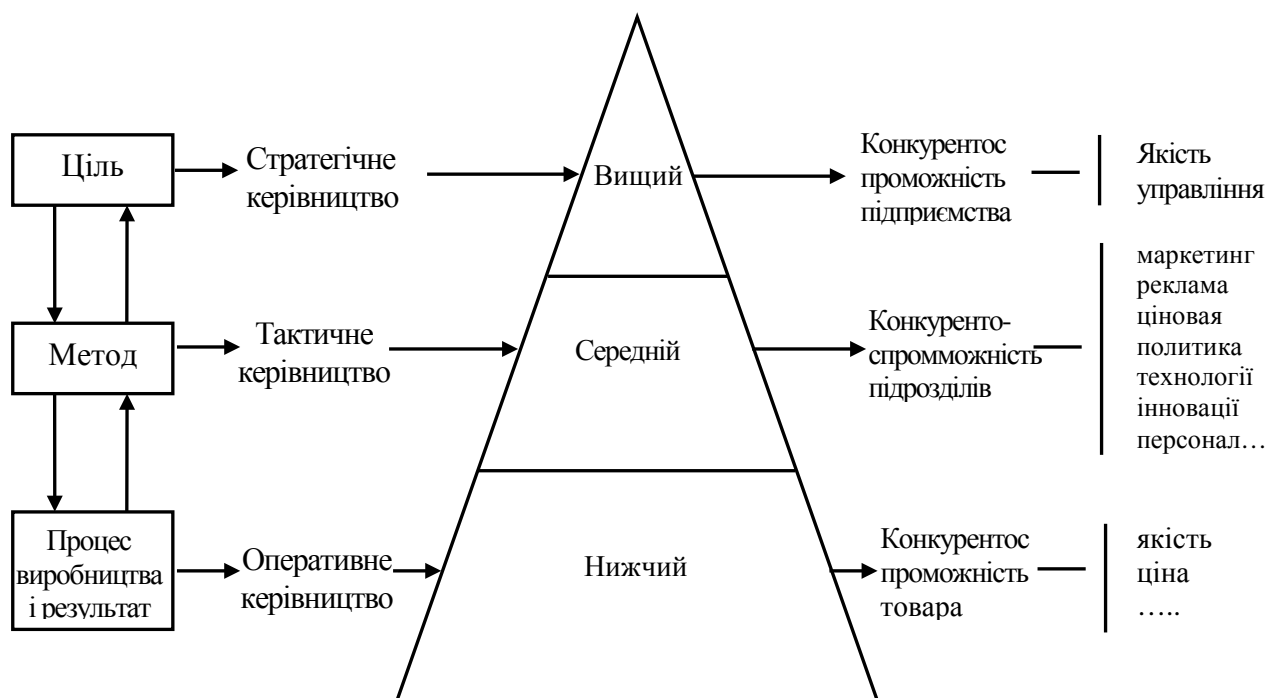 Ціль
Стратегічне
керівництво
Вищий
Конкурентос
проможність
підприємства
Якість
управління
Метод
Тактичне
керівництво
Середній
Конкуренто-
спромможність
підрозділів
маркетинг
реклама
ціновая
политика
технології
інновації
персонал…
Процес
виробництва
і результат
Оперативне
керівництво
Нижчий
Конкурентос
проможність
товара
якість
ціна
…..